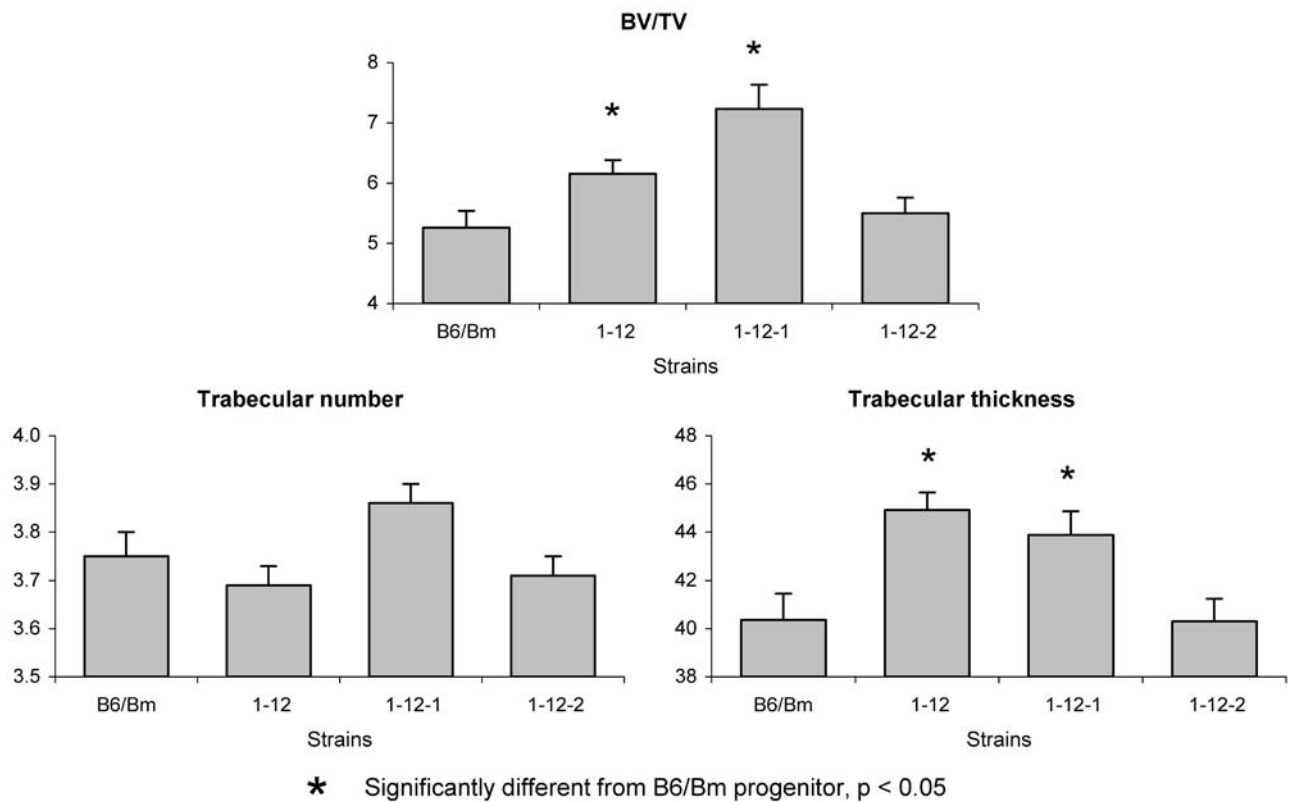 BV/TV
8
7
6
5
4
*
*
B6/Bm 1-12 1-12-1 1-12-2
Strains
Trabecular number
4.0
3.9
3.8
3.7
3.6
3.5
B6/Bm 1-12 1-12-1 1-12-2
Strains
Trabecular thickness
48
46
44
42
40
38
*
*
B6/Bm 1-12 1-12-1 1-12-2
Strains
* Significantly different from B6/Bm progenitor, p < 0.05